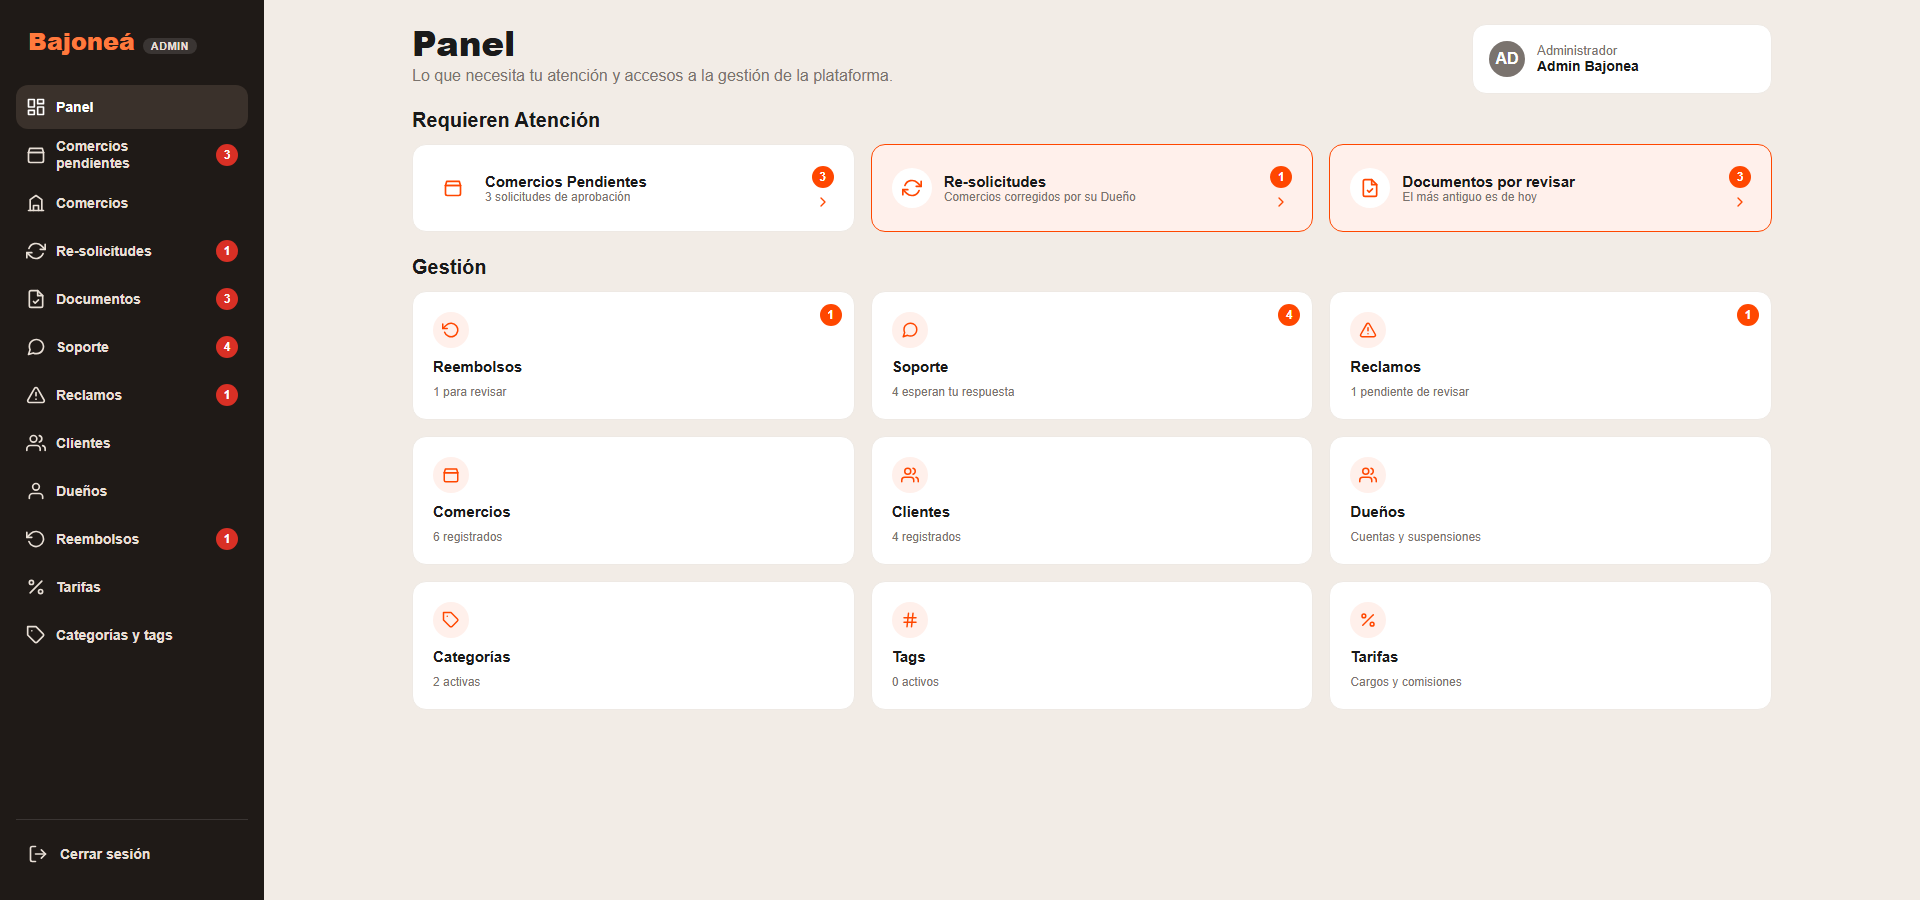 Bajoneá ADMIN
Panel
Comercios
pendientes
3
Comercios
Re-solicitudes 1
Documentos 3
Soporte 4
Reclamos 1
Clientes
Dueños
Reembolsos 1
Tarifas
Categorías y tags
Cerrar sesión
Panel
Lo que necesita tu atención y accesos a la gestión de la plataforma.
AD
Administrador
Admin Bajonea
Requieren Atención
Comercios Pendientes
3 solicitudes de aprobación
3
Re-solicitudes
Comercios corregidos por su Dueño
1
Documentos por revisar
El más antiguo es de hoy
3
Gestión
1
Reembolsos
1 para revisar
4
Soporte
4 esperan tu respuesta
1
Reclamos
1 pendiente de revisar
Comercios
6 registrados
Clientes
4 registrados
Dueños
Cuentas y suspensiones
Categorías
2 activas
Tags
0 activos
Tarifas
Cargos y comisiones